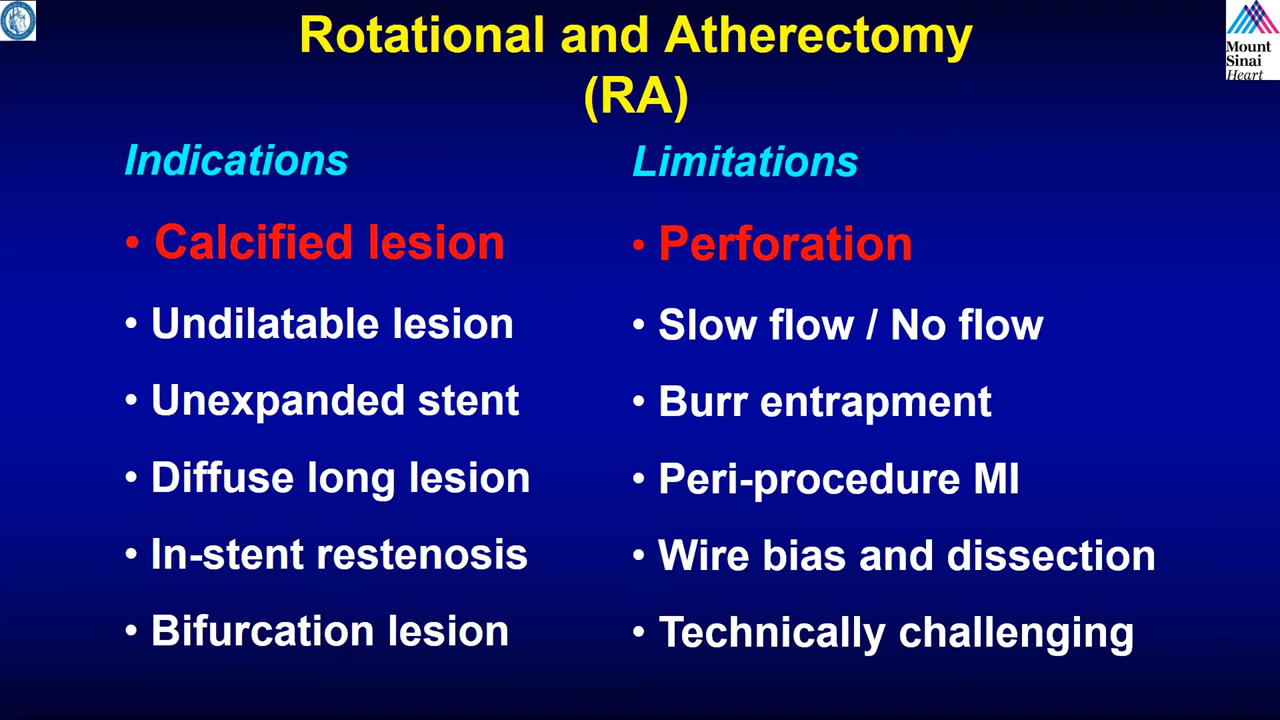 Rotational and Atherectomy
(RA)
Mount
Sinai
Heart
Indications
• Calcified lesion
• Undilatable lesion
• Unexpanded stent
• Diffuse long lesion
• In-stent restenosis
• Bifurcation lesion
Limitations
• Perforation
• Slow flow / No flow
• Burr entrapment
• Peri-procedure MI
• Wire bias and dissection
• Technically challenging